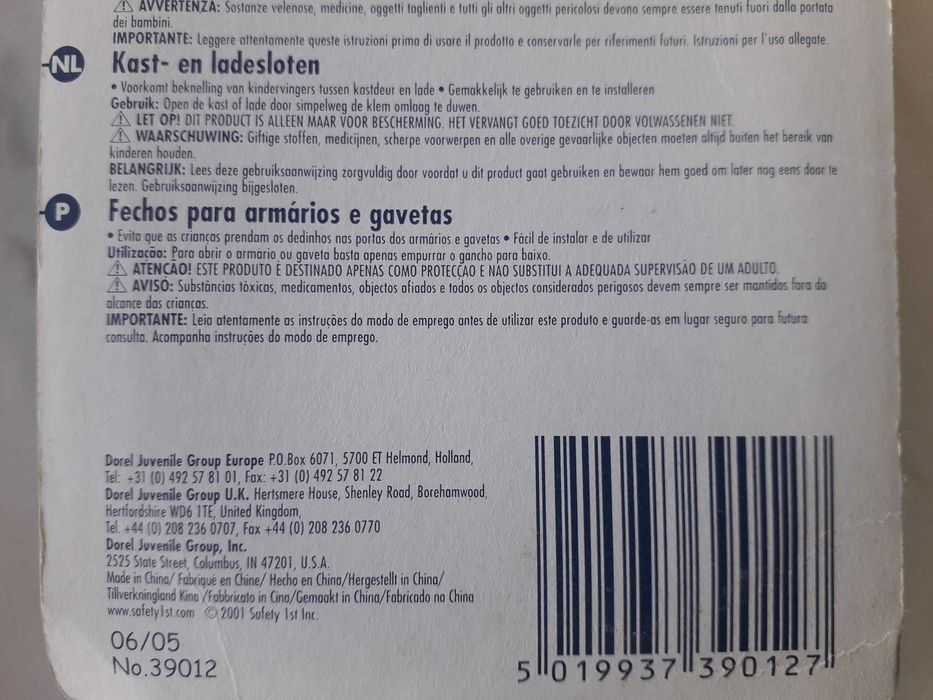 ⚠ AVVERTENZA: Sostanze velenose, medicine, oggetti taglienti e tutti gli altri oggetti pericolosi devono sempre essere tenuti fuori dalla portata
dei bambini.
IMPORTANTE: Leggere attentamente queste istruzioni prima di usare il prodotto e conservarle per riferimenti futuri. Istruzioni per l'uso allegate.
NL Kast- en ladesloten
• Voorkomt beknelling van kindervingers tussen kastdeur en lade • Gemakkelijk te gebruiken en te installeren
Gebruik: Open de kast of lade door simpelweg de klem omlaag te duwen.
⚠ LET OP! DIT PRODUCT IS ALLEEN MAAR VOOR BESCHERMING. HET VERVANGT GOED TOEZICHT DOOR VOLWASSENEN NIET.
⚠ WAARSCHUWING: Giftige stoffen, medicijnen, scherpe voorwerpen en alle overige gevaarlijke objecten moeten altijd buiten het bereik van
kinderen houden.
BELANGRIJK: Lees deze gebruiksaanwijzing zorgvuldig door voordat u dit product gaat gebruiken en bewaar hem goed om later nog eens door te
lezen. Gebruiksaanwijzing bijgesloten.
P Fechos para armários e gavetas
• Evita que as crianças prendam os dedinhos nas portas dos armários e gavetas • Fácil de instalar e de utilizar
Utilização: Para abrir o armario ou gaveta basta apenas empurrar o gancho para baixo.
⚠ ATENÇÃO! ESTE PRODUTO É DESTINADO APENAS COMO PROTECÇÃO E NÃO SUBSTITUI A ADEQUADA SUPERVISÃO DE UM ADULTO.
⚠ AVISO: Substâncias tóxicas, medicamentos, objectos afiados e todos os objectos considerados perigosos devem sempre ser mantidos fora do
alcance das crianças.
IMPORTANTE: Leia atentamente as instruções do modo de emprego antes de utilizar este produto e guarde-as em lugar seguro para futura
consulta. Acompanha instruções do modo de emprego.
Dorel Juvenile Group Europe P.O.Box 6071, 5700 ET Helmond, Holland,
Tel: +31 (0) 492 57 81 01, Fax: +31 (0) 492 57 81 22
Dorel Juvenile Group U.K. Hertsmere House, Shenley Road, Borehamwood,
Hertfordshire WD6 1TE, United Kingdom,
Tel. +44 (0) 208 236 0707, Fax +44 (0) 208 236 0770
Dorel Juvenile Group, Inc.
2525 State Street, Columbus, IN 47201, U.S.A.
Made in China/ Fabriqué en Chine/ Hecho en China/Hergestellt in China/
Tillverkningland Kina /Fabbricato in Cina/Gemaakt in China/Fabricado na China
www.safety1st.com © 2001 Safety 1st Inc.
06/05
No.39012
5 019937 390127